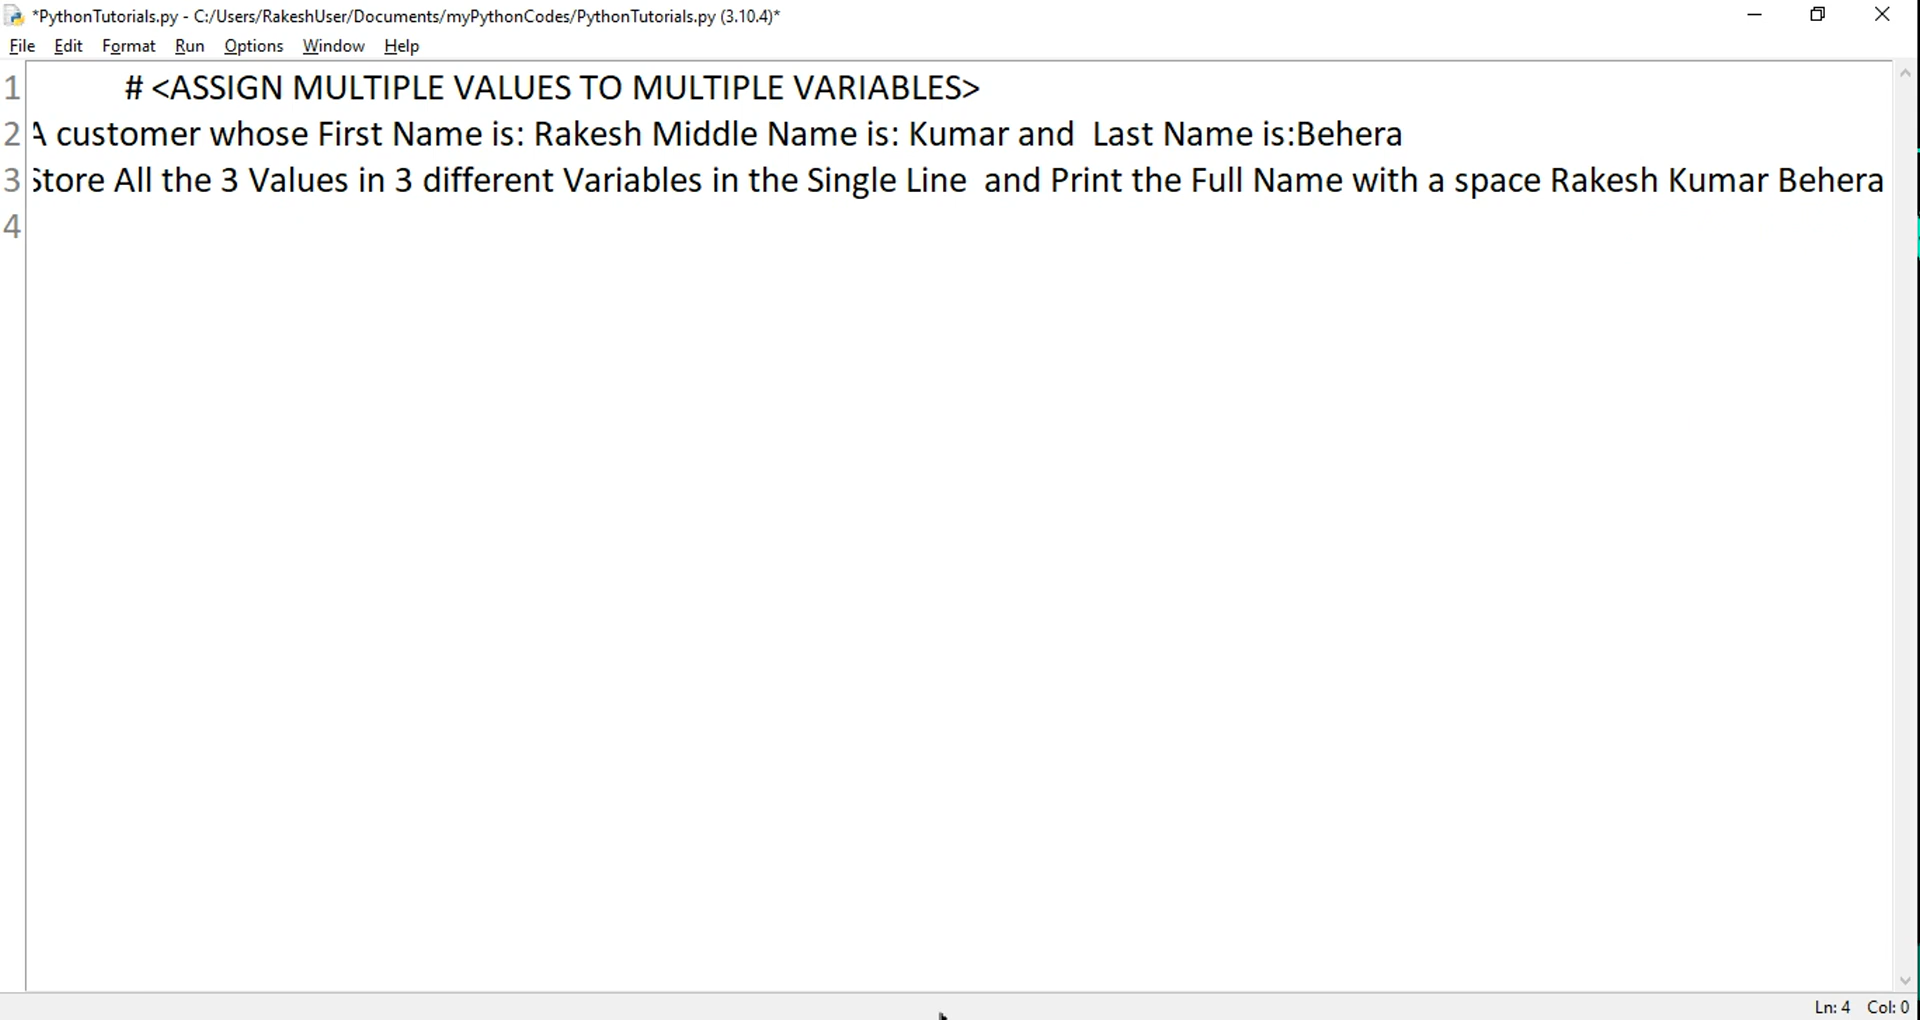 *PythonTutorials.py - C:/Users/RakeshUser/Documents/myPythonCodes/PythonTutorials.py (3.10.4)*
File Edit Format Run Options Window Help
1 # <ASSIGN MULTIPLE VALUES TO MULTIPLE VARIABLES>
2 A customer whose First Name is: Rakesh Middle Name is: Kumar and  Last Name is:Behera
3 Store All the 3 Values in 3 different Variables in the Single Line  and Print the Full Name with a space Rakesh Kumar Behera
4
Ln: 4 Col: 0